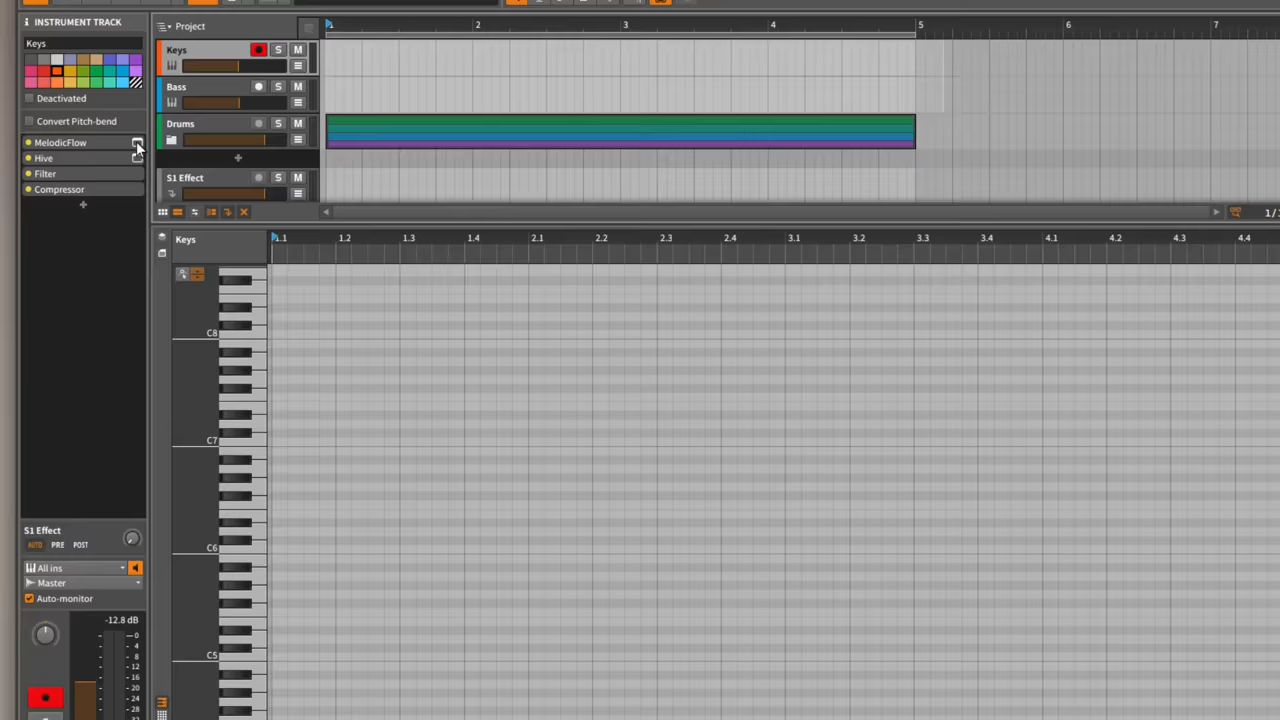 INSTRUMENT TRACK
Keys
Deactivated
Convert Pitch-bend
MelodicFlow
Hive
Filter
Compressor
+
S1 Effect
AUTO PRE POST
All ins
Master
Auto-monitor
-12.8 dB
0
4
8
12
16
20
24
28
Project
1 2 3 4 5 6 7
Keys S M
Bass S M
Drums S M
+
S1 Effect S M
Keys
1.1 1.2 1.3 1.4 2.1 2.2 2.3 2.4 3.1 3.2 3.3 3.4 4.1 4.2 4.3 4.4
C8
C7
C6
C5